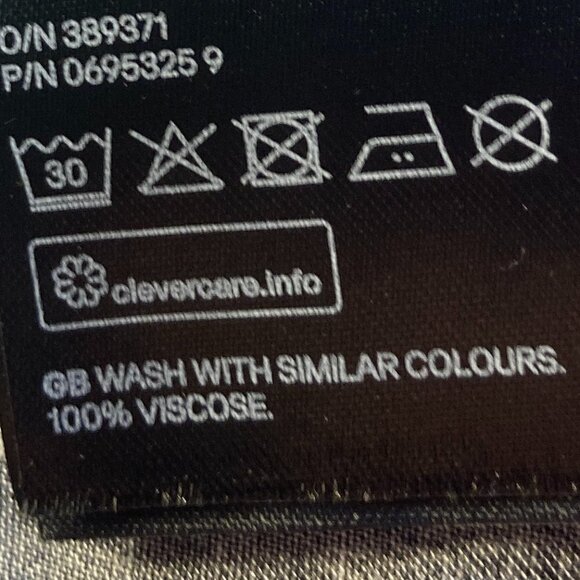 O/N 389371
P/N 0695325 9
30
clevercare.info
GB WASH WITH SIMILAR COLOURS.
100% VISCOSE.